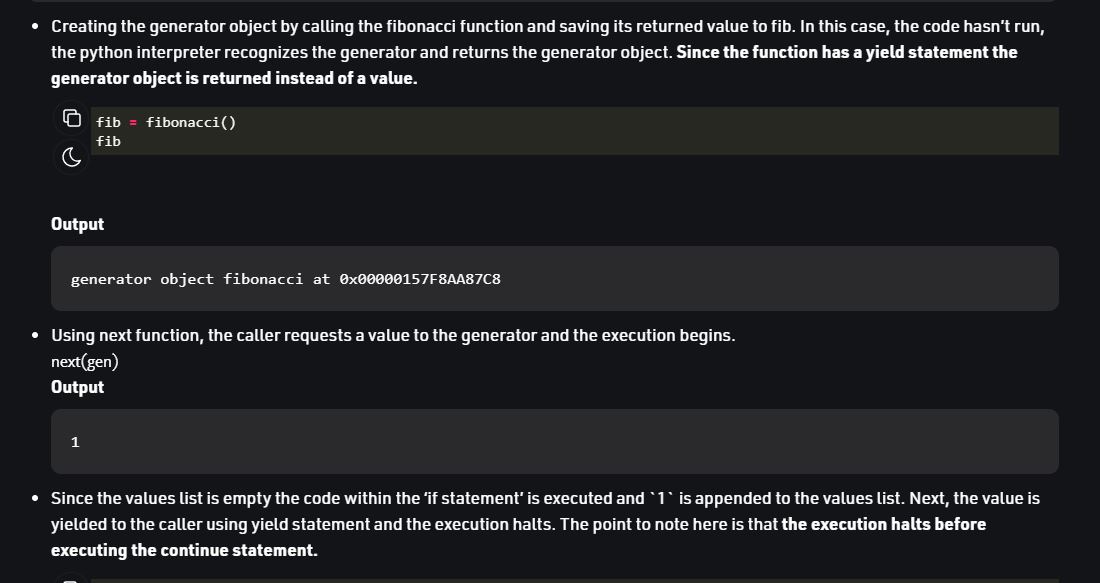 Creating the generator object by calling the fibonacci function and saving its returned value to fib. In this case, the code hasn’t run,
the python interpreter recognizes the generator and returns the generator object. Since the function has a yield statement the
generator object is returned instead of a value.
fib = fibonacci()
fib
Output
generator object fibonacci at 0x00000157F8AA87C8
Using next function, the caller requests a value to the generator and the execution begins.
next(gen)
Output
1
Since the values list is empty the code within the ‘if statement’ is executed and `1` is appended to the values list. Next, the value is
yielded to the caller using yield statement and the execution halts. The point to note here is that the execution halts before
executing the continue statement.